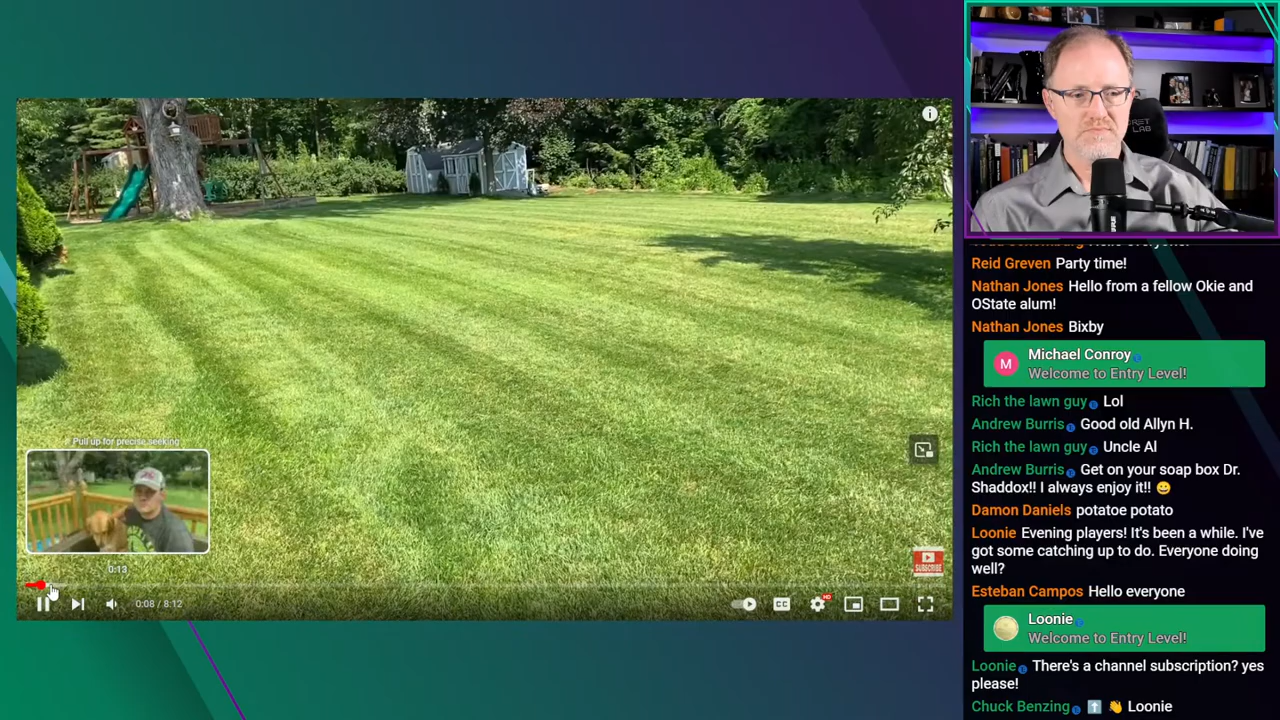 Pull up for precise seeking
0:13
0:08 / 8:12
CC
HD
SUBSCRIBE
Reid Greven Party time!
Nathan Jones Hello from a fellow Okie and
OState alum!
Nathan Jones Bixby
M
Michael Conroy
Welcome to Entry Level!
Rich the lawn guy Lol
Andrew Burris Good old Allyn H.
Rich the lawn guy Uncle Al
Andrew Burris Get on your soap box Dr.
Shaddox!! I always enjoy it!! 😀
Damon Daniels potatoe potato
Loonie Evening players! It's been a while. I've
got some catching up to do. Everyone doing
well?
Esteban Campos Hello everyone
Loonie
Welcome to Entry Level!
Loonie There's a channel subscription? yes
please!
Chuck Benzing ⬆️ 👋 Loonie